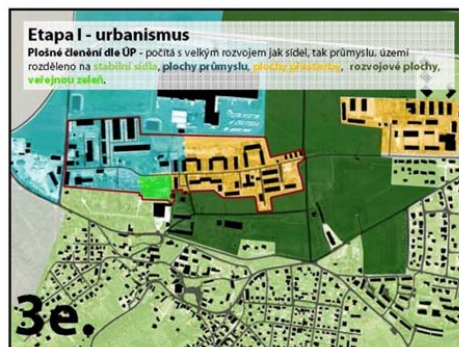 Etapa I - urbanismus
Plošné členění dle ÚP - počítá s velkým rozvojem jak sídel, tak průmyslu. území
rozděleno na stabilní sídla, plochy průmyslu, plochy přestavby, rozvojové plochy,
veřejnou zeleň.
3e.